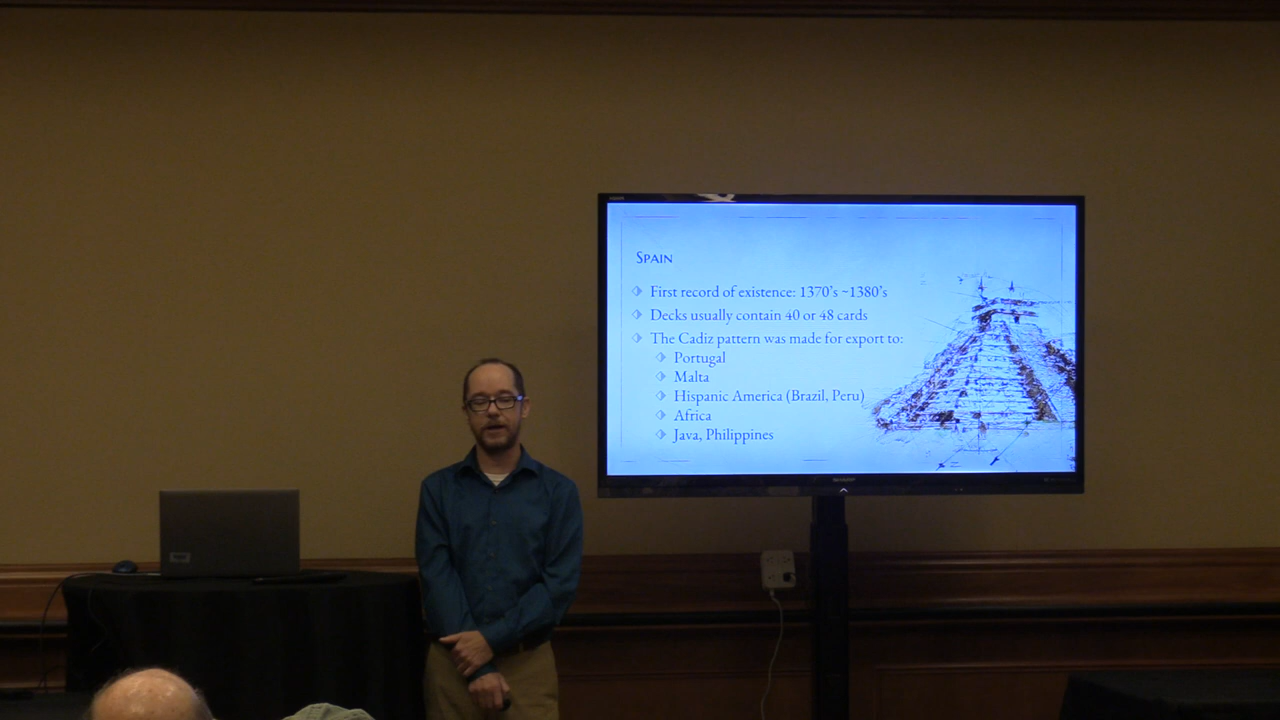 Spain
First record of existence: 1370's ~1380's
Decks usually contain 40 or 48 cards
The Cadiz pattern was made for export to:
Portugal
Malta
Hispanic America (Brazil, Peru)
Africa
Java, Philippines
SHARP